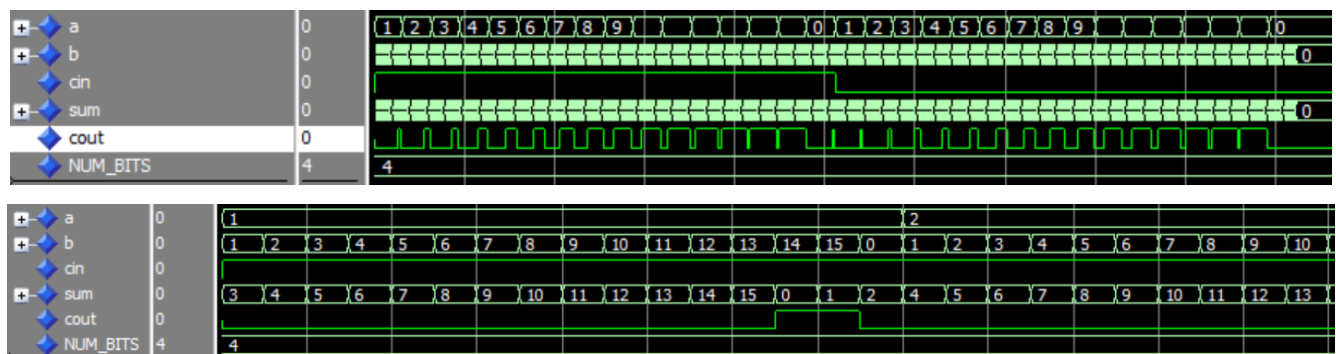 a 0 1 2 3 4 5 6 7 8 9 0 1 2 3 4 5 6 7 8 9 0
b 0 0
cin 0
sum 0 0
cout 0
NUM_BITS 4 4
a 0 1 2
b 0 1 2 3 4 5 6 7 8 9 10 11 12 13 14 15 0 1 2 3 4 5 6 7 8 9 10
cin 0
sum 0 3 4 5 6 7 8 9 10 11 12 13 14 15 0 1 2 4 5 6 7 8 9 10 11 12 13
cout 0
NUM_BITS 4 4